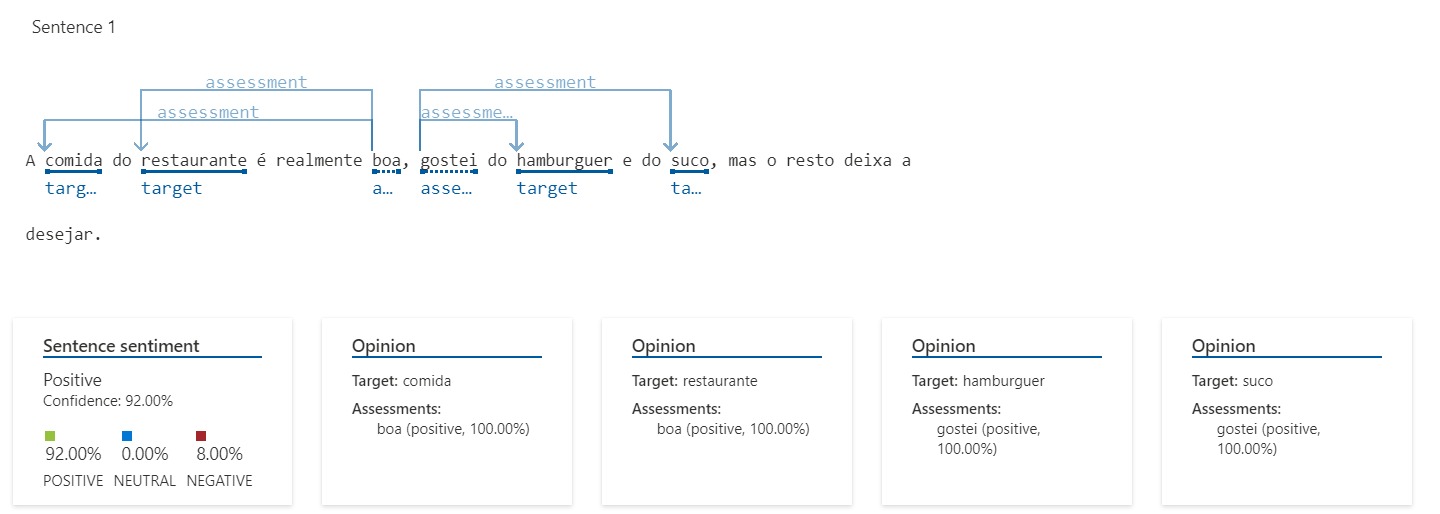 Sentence 1
assessment assessment
assessment assessme…
A comida do restaurante é realmente boa, gostei do hamburguer e do suco, mas o resto deixa a
targ… target a… asse… target ta…
desejar.
Sentence sentiment
Positive
Confidence: 92.00%
92.00% 0.00% 8.00%
POSITIVE NEUTRAL NEGATIVE
Opinion
Target: comida
Assessments:
boa (positive, 100.00%)
Opinion
Target: restaurante
Assessments:
boa (positive, 100.00%)
Opinion
Target: hamburguer
Assessments:
gostei (positive,
100.00%)
Opinion
Target: suco
Assessments:
gostei (positive,
100.00%)